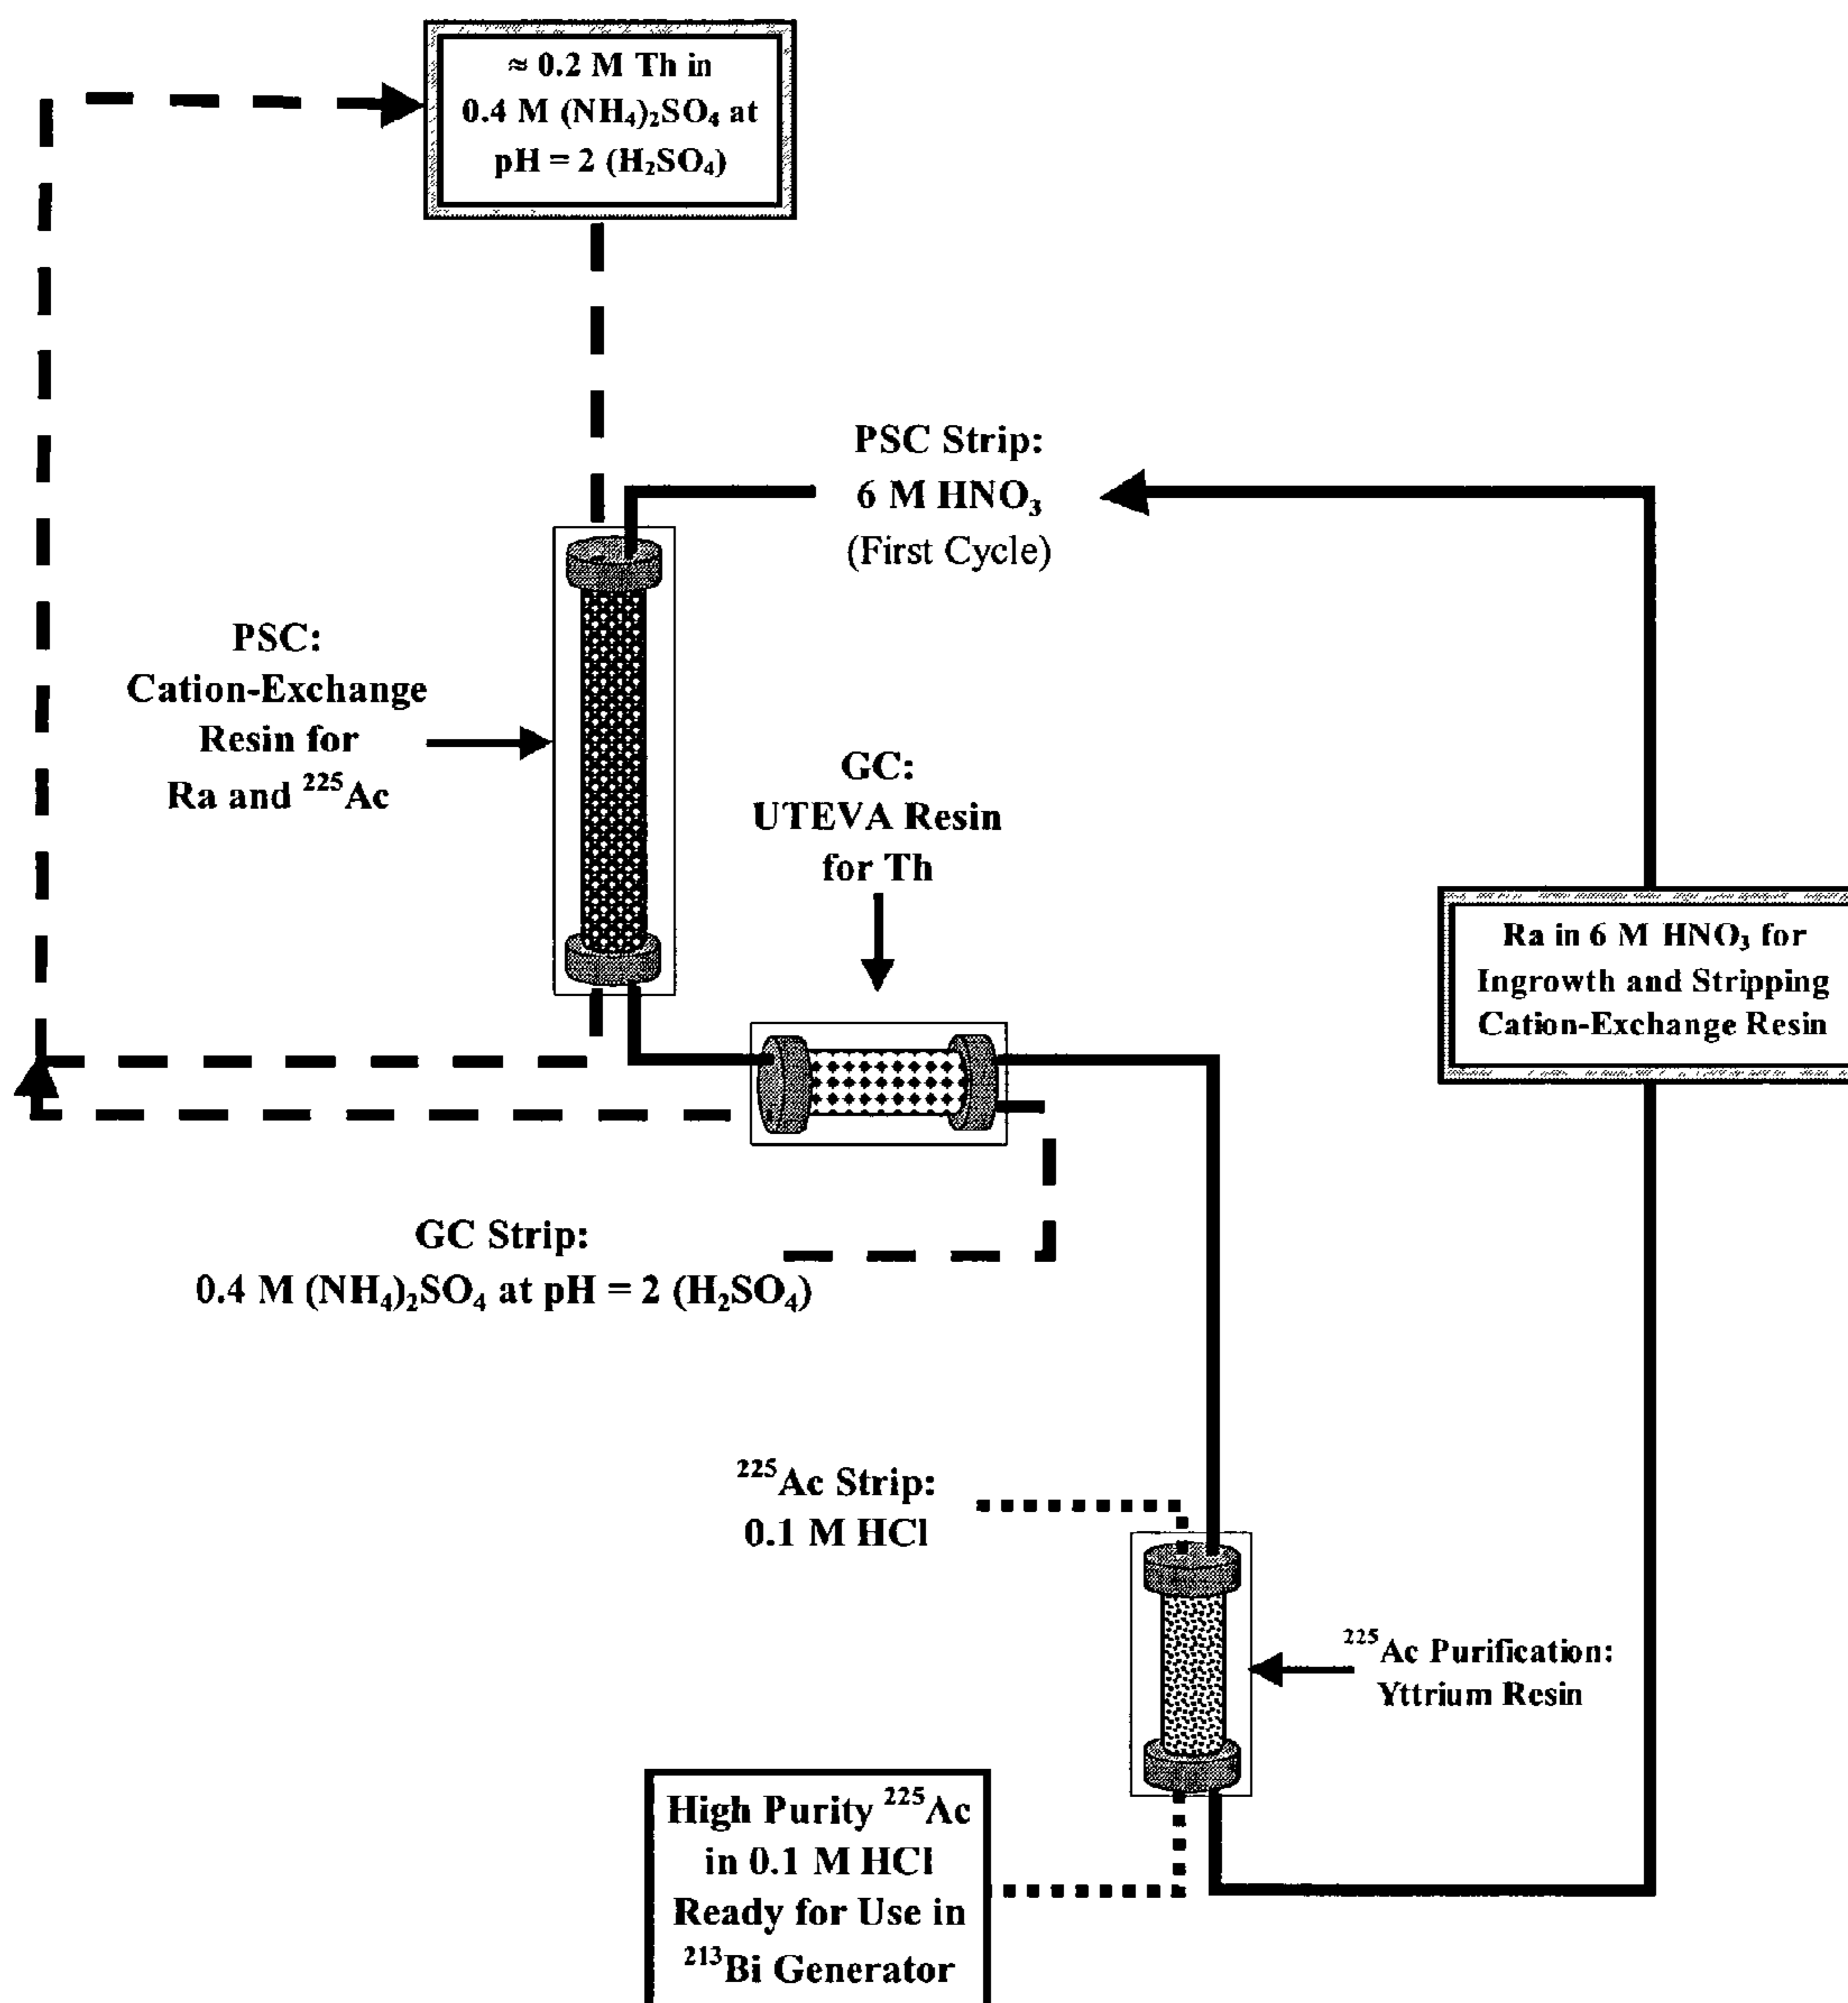 ≈ 0.2 M Th in
0.4 M (NH₄)₂SO₄ at
pH = 2 (H₂SO₄)
PSC Strip:
6 M HNO₃
(First Cycle)
PSC:
Cation-Exchange
Resin for
Ra and ²²⁵Ac
GC:
UTEVA Resin
for Th
Ra in 6 M HNO₃ for
Ingrowth and Stripping
Cation-Exchange Resin
GC Strip:
0.4 M (NH₄)₂SO₄ at pH = 2 (H₂SO₄)
²²⁵Ac Strip:
0.1 M HCl
²²⁵Ac Purification:
Yttrium Resin
High Purity ²²⁵Ac
in 0.1 M HCl
Ready for Use in
²¹³Bi Generator